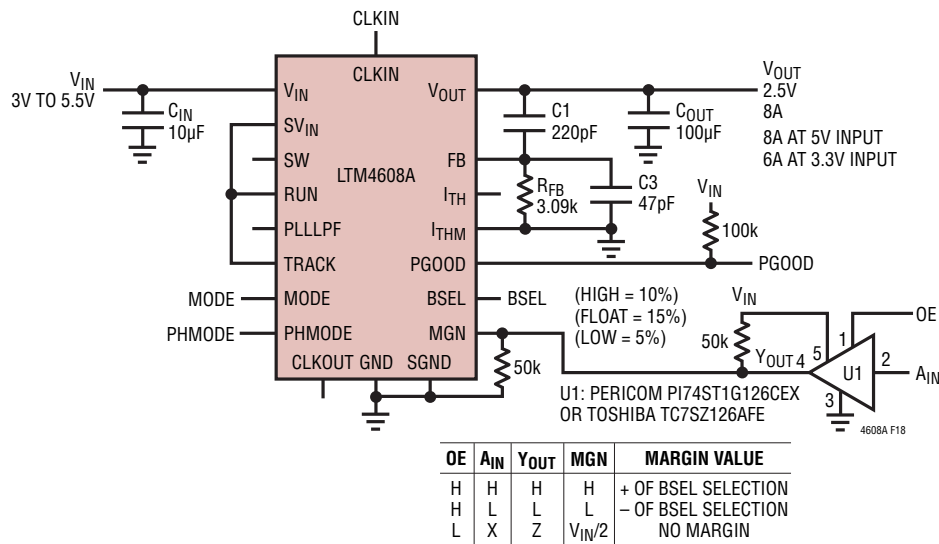 CLKIN
CLKIN
V_IN
3V TO 5.5V
C_IN
10µF
V_IN
SV_IN
SW
RUN
PLLLPF
TRACK
MODE
MODE
PHMODE
PHMODE
CLKOUT GND SGND
LTM4608A
V_OUT
FB
I_TH
I_THM
PGOOD
BSEL
MGN
C1
220pF
C_OUT
100µF
V_OUT
2.5V
8A
8A AT 5V INPUT
6A AT 3.3V INPUT
R_FB
3.09k
C3
47pF
V_IN
100k
PGOOD
BSEL
(HIGH = 10%)
(FLOAT = 15%)
(LOW = 5%)
50k
V_IN
50k
Y_OUT 4
5
1
OE
2
A_IN
U1
3
U1: PERICOM PI74ST1G126CEX
OR TOSHIBA TC7SZ126AFE
4608A F18
OE A_IN Y_OUT MGN MARGIN VALUE
H H H H + OF BSEL SELECTION
H L L L – OF BSEL SELECTION
L X Z V_IN/2 NO MARGIN